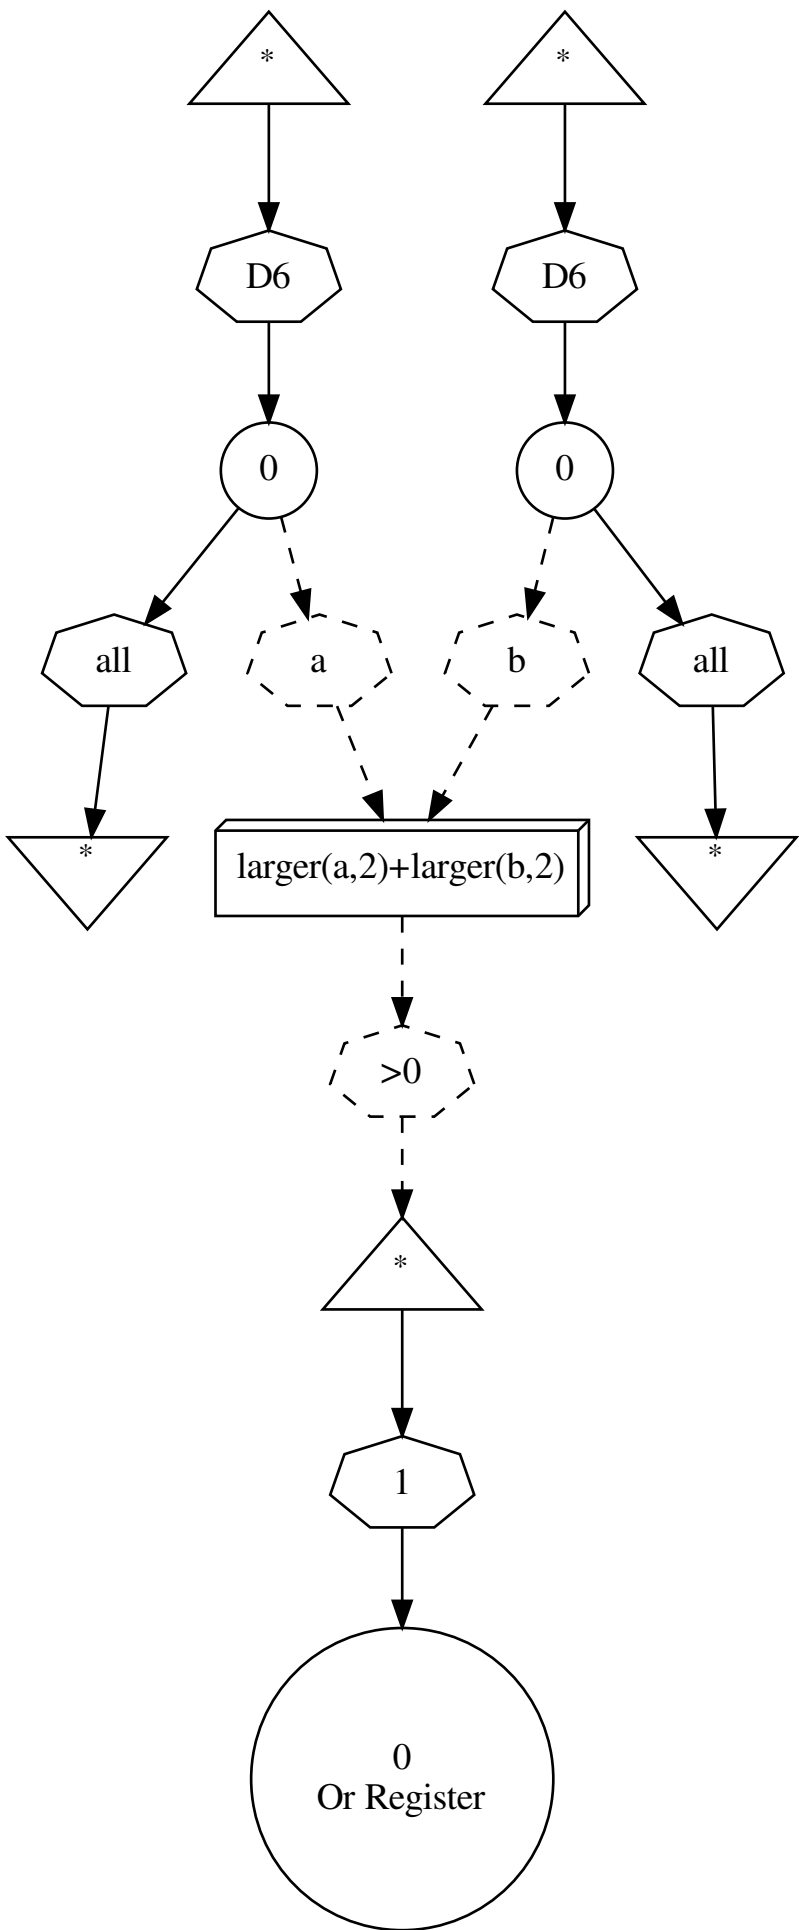 *
*
D6
D6
0
0
all
a
b
all
*
larger(a,2)+larger(b,2)
*
>0
*
1
0
Or Register